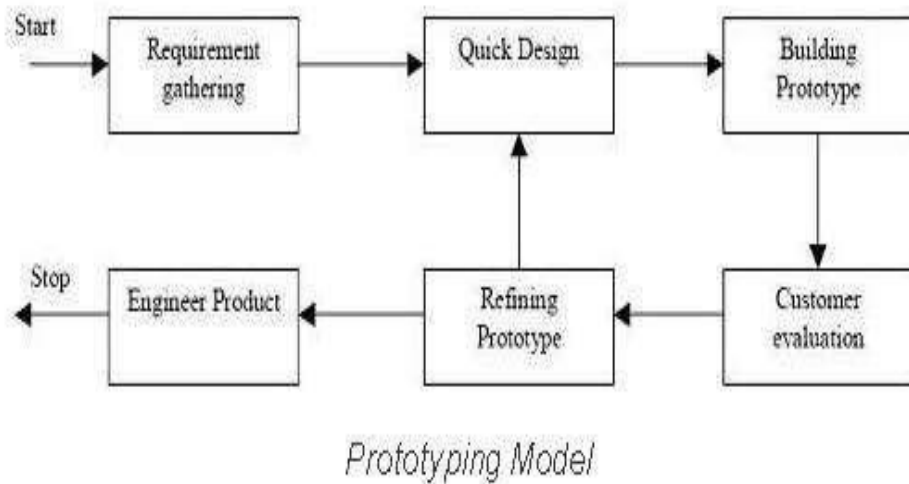 Start
Requirement
gathering
Quick Design
Building
Prototype
Stop
Engineer Product
Refining
Prototype
Customer
evaluation
Prototyping Model